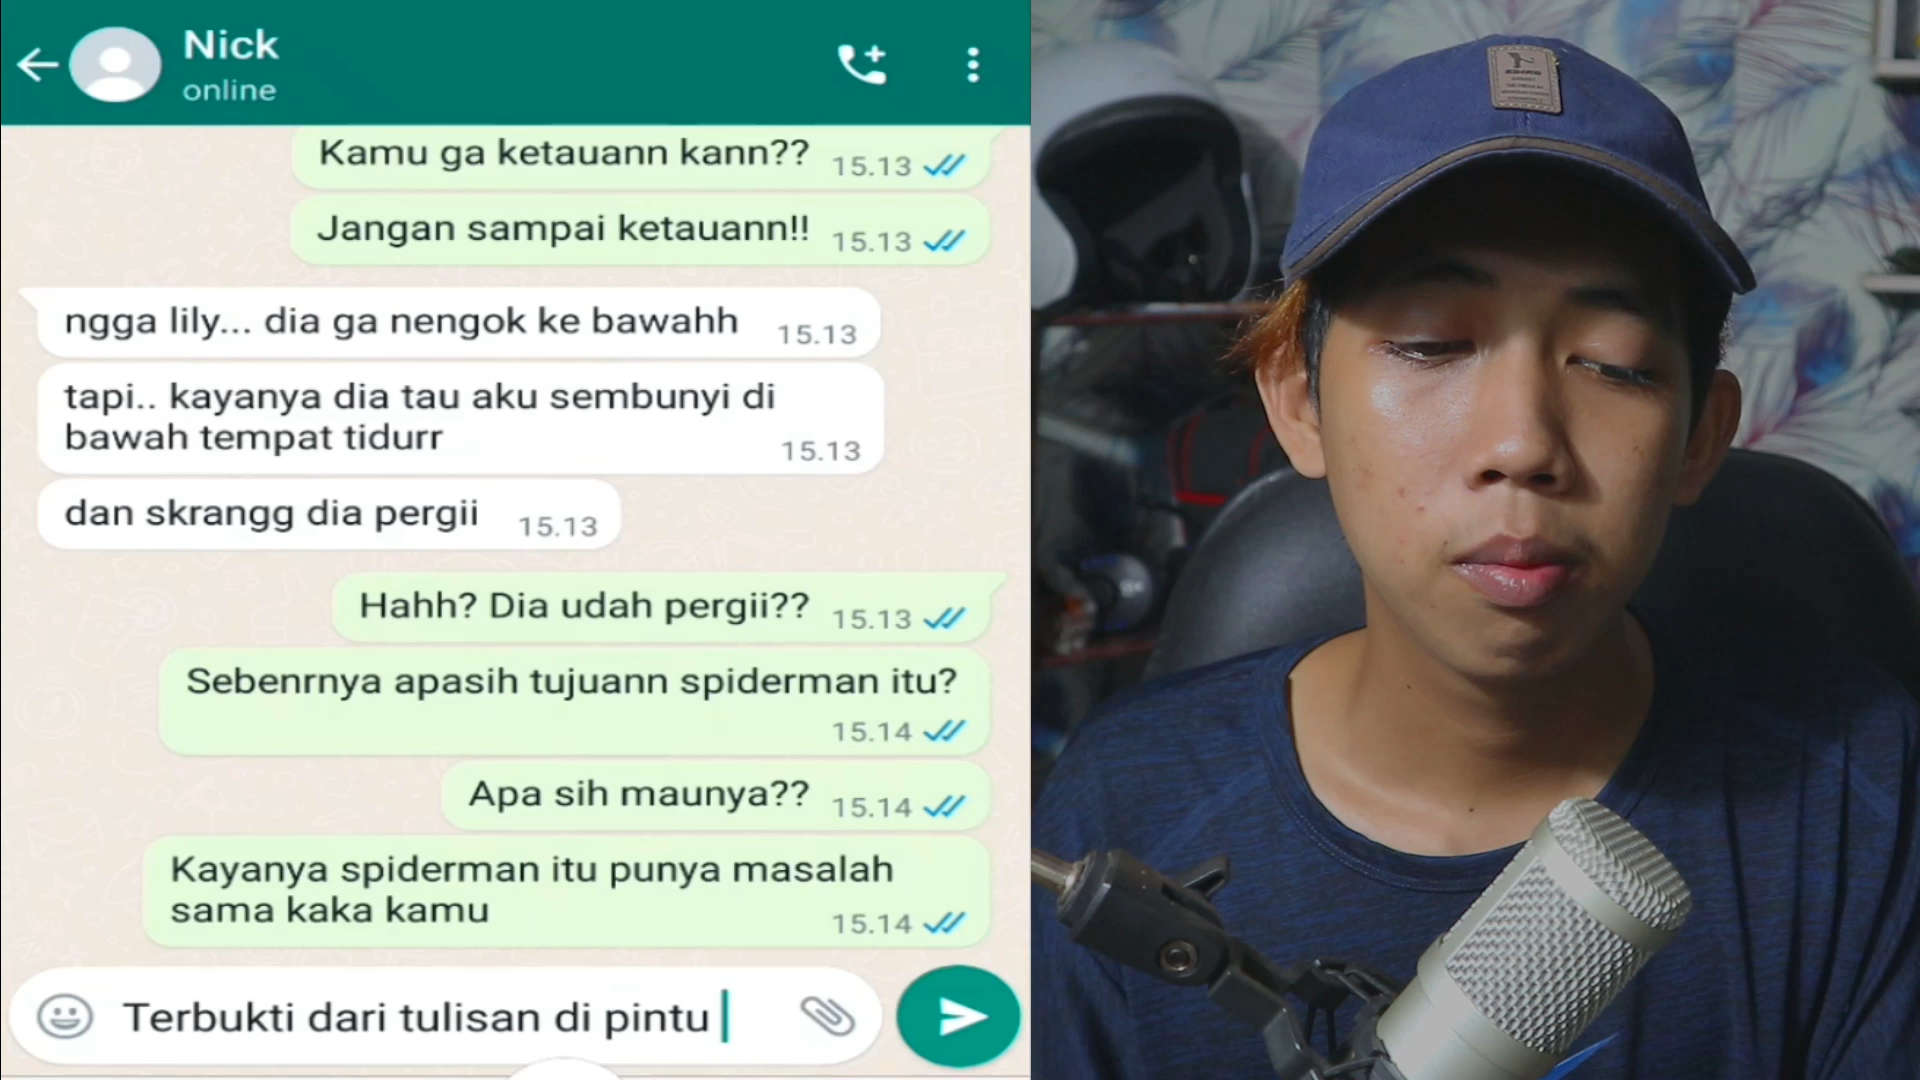 Nick
online
Kamu ga ketauann kann?? 15.13
Jangan sampai ketauann!! 15.13
ngga lily... dia ga nengok ke bawahh 15.13
tapi.. kayanya dia tau aku sembunyi di
bawah tempat tidurr 15.13
dan skrangg dia pergii 15.13
Hahh? Dia udah pergii?? 15.13
Sebenrnya apasih tujuann spiderman itu?
15.14
Apa sih maunya?? 15.14
Kayanya spiderman itu punya masalah
sama kaka kamu 15.14
Terbukti dari tulisan di pintu